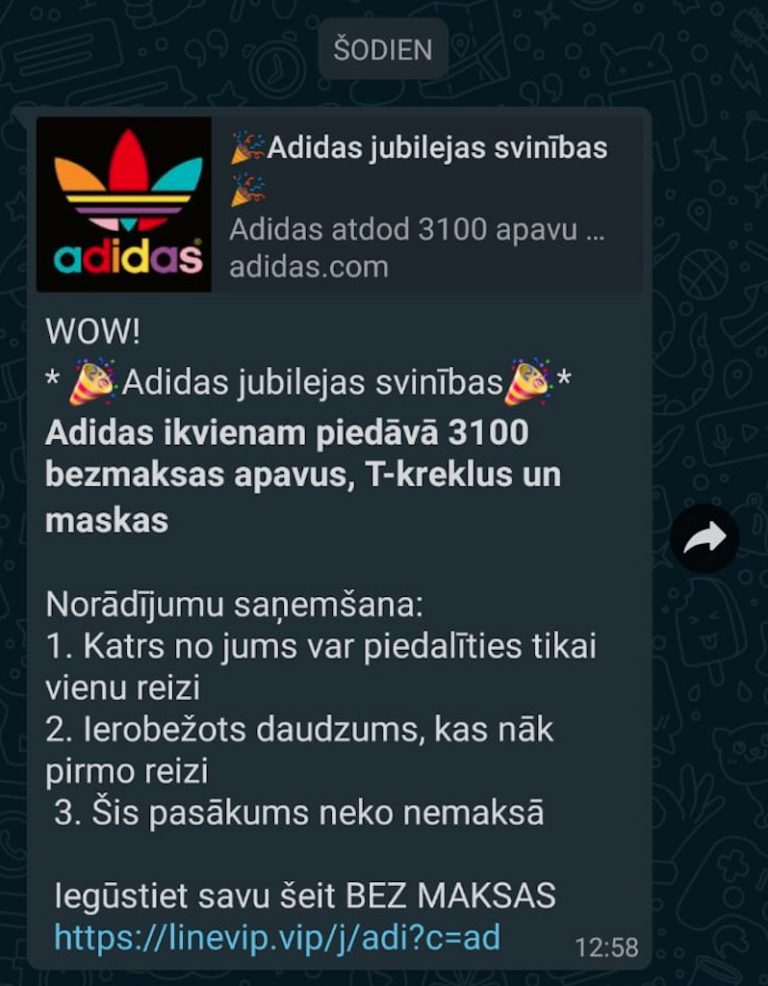 ŠODIEN
adidas
🎉Adidas jubilejas svinības
🎉
Adidas atdod 3100 apavu ...
adidas.com
WOW!
* 🎉Adidas jubilejas svinības🎉*
Adidas ikvienam piedāvā 3100
bezmaksas apavus, T-kreklus un
maskas
Norādījumu saņemšana:
1. Katrs no jums var piedalīties tikai
vienu reizi
2. Ierobežots daudzums, kas nāk
pirmo reizi
3. Šis pasākums neko nemaksā
Iegūstiet savu šeit BEZ MAKSAS
https://linevip.vip/j/adi?c=ad
12:58